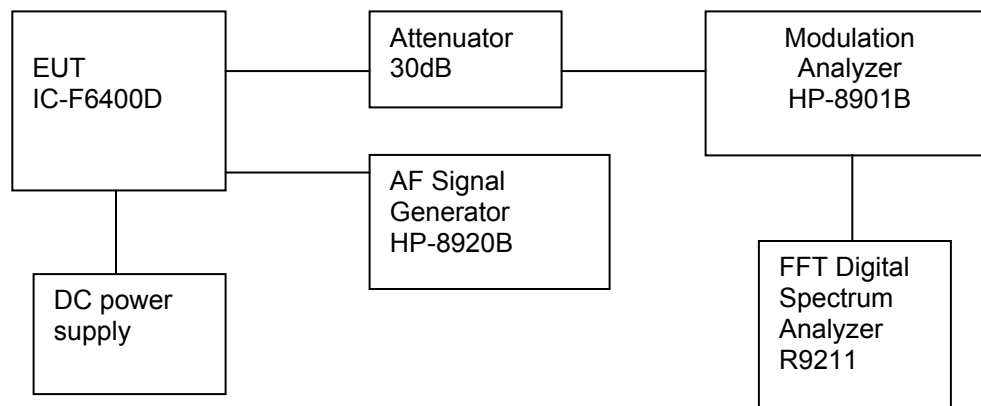 EUT
IC-F6400D
Attenuator
30dB
Modulation
Analyzer
HP-8901B
AF Signal
Generator
HP-8920B
DC power
supply
FFT Digital
Spectrum
Analyzer
R9211